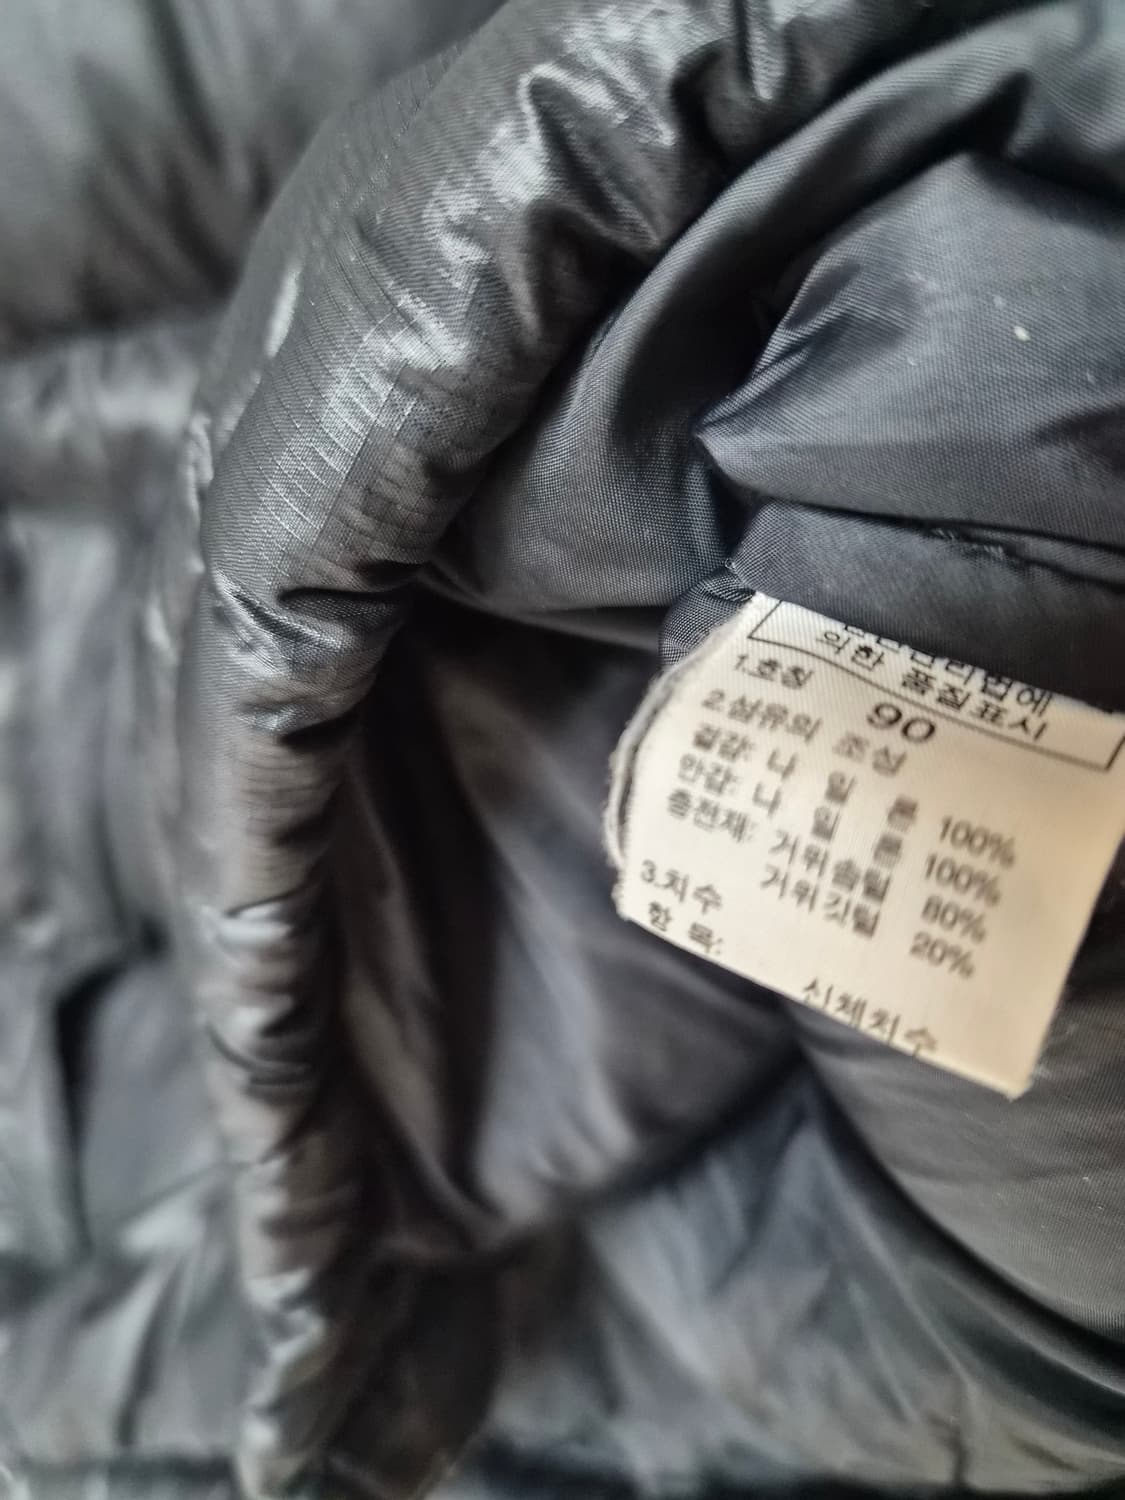 의한 품질표시
1.호칭 90
2.섬유의 조성
겉감: 나 일 론 100%
안감: 나 일 론 100%
충전재: 거위솜털 80%
거위깃털 20%
3.치수
항 목: 신체치수